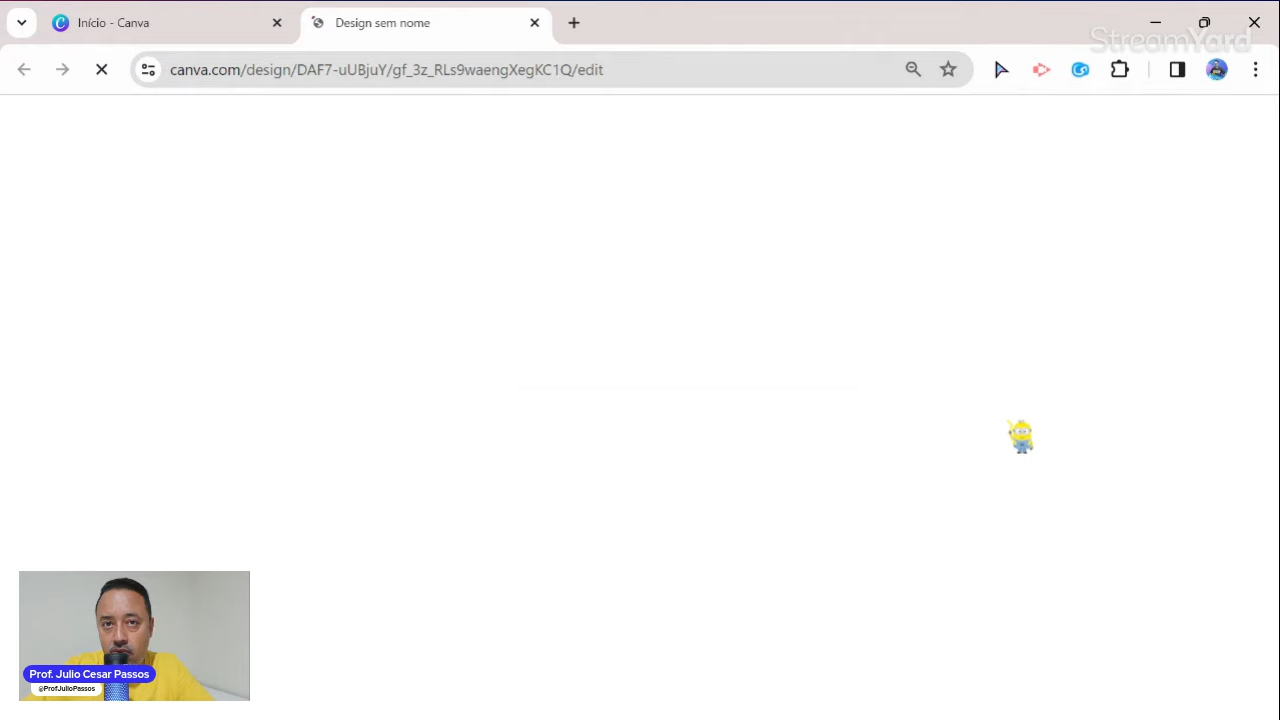 Início - Canva
Design sem nome
StreamYard
canva.com/design/DAF7-uUBjuY/gf_3z_RLs9waengXegKC1Q/edit
Prof. Julio Cesar Passos
@ProfJulioPassos